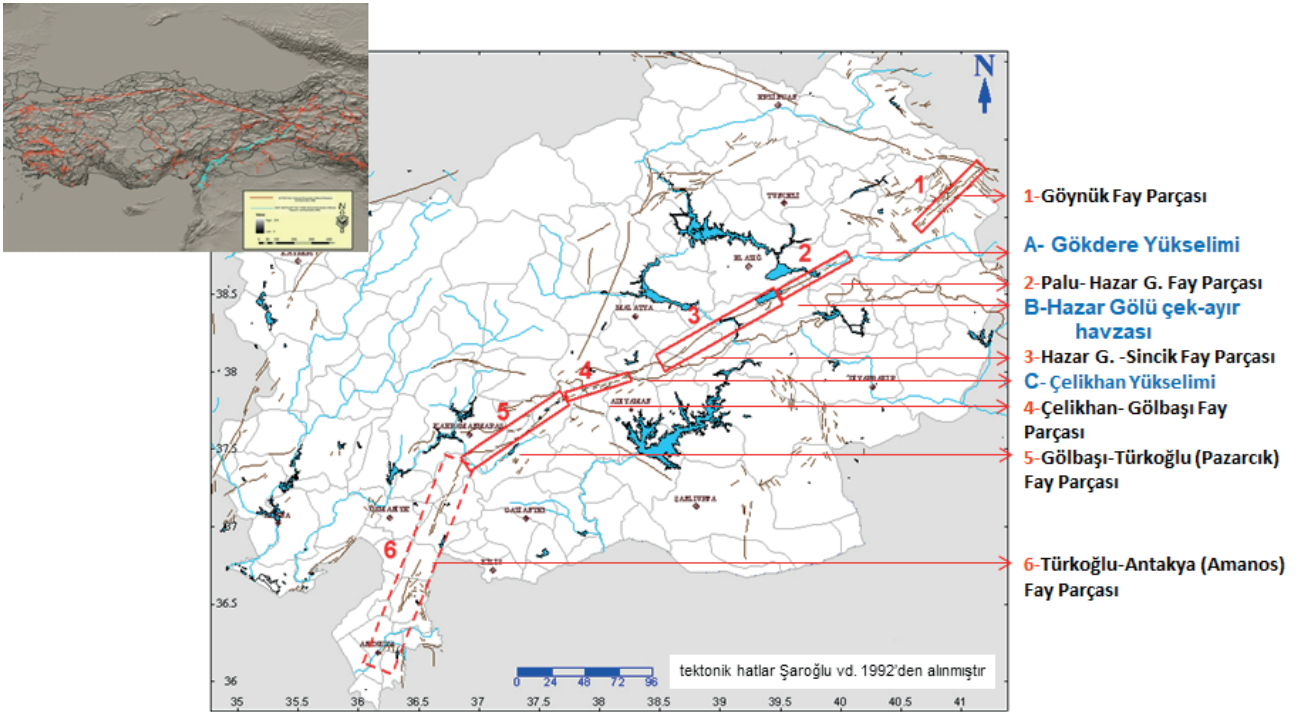 N
1
2
3
4
5
6
TUNCELİ
MALATYA
ADIYAMAN
KAHRAMANMARAŞ
ŞANLIURFA
1-Göynük Fay Parçası
A- Gökdere Yükselimi
2-Palu- Hazar G. Fay Parçası
B-Hazar Gölü çek-ayır
havzası
3-Hazar G. -Sincik Fay Parçası
C- Çelikhan Yükselimi
4-Çelikhan- Gölbaşı Fay
Parçası
5-Gölbaşı-Türkoğlu (Pazarcık)
Fay Parçası
6-Türkoğlu-Antakya (Amanos)
Fay Parçası
38.5
38
37.5
37
36.5
36
0 24 48 72 96
tektonik hatlar Şaroğlu vd. 1992'den alınmıştır
35 35.5 36 36.5 37 37.5 38 38.5 39 39.5 40 40.5 41